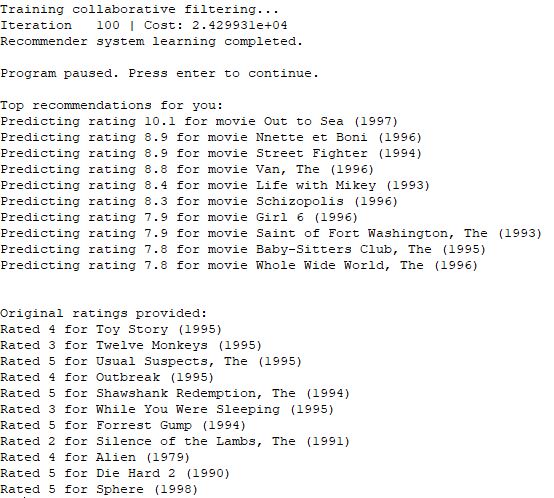 Training collaborative filtering...
Iteration   100 | Cost: 2.429931e+04
Recommender system learning completed.
Program paused. Press enter to continue.
Top recommendations for you:
Predicting rating 10.1 for movie Out to Sea (1997)
Predicting rating 8.9 for movie Nnette et Boni (1996)
Predicting rating 8.9 for movie Street Fighter (1994)
Predicting rating 8.8 for movie Van, The (1996)
Predicting rating 8.4 for movie Life with Mikey (1993)
Predicting rating 8.3 for movie Schizopolis (1996)
Predicting rating 7.9 for movie Girl 6 (1996)
Predicting rating 7.9 for movie Saint of Fort Washington, The (1993)
Predicting rating 7.8 for movie Baby-Sitters Club, The (1995)
Predicting rating 7.8 for movie Whole Wide World, The (1996)
Original ratings provided:
Rated 4 for Toy Story (1995)
Rated 3 for Twelve Monkeys (1995)
Rated 5 for Usual Suspects, The (1995)
Rated 4 for Outbreak (1995)
Rated 5 for Shawshank Redemption, The (1994)
Rated 3 for While You Were Sleeping (1995)
Rated 5 for Forrest Gump (1994)
Rated 2 for Silence of the Lambs, The (1991)
Rated 4 for Alien (1979)
Rated 5 for Die Hard 2 (1990)
Rated 5 for Sphere (1998)